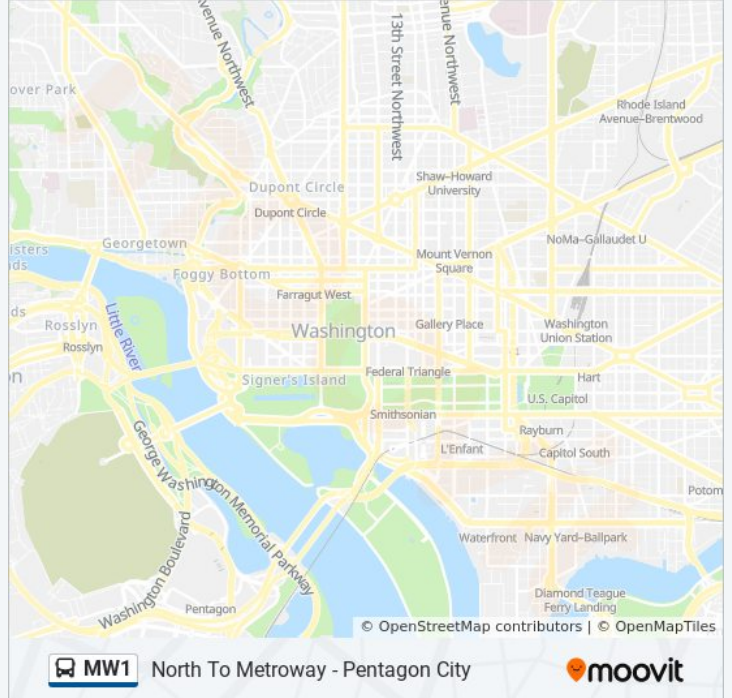 Avenue Northwest
13th Street Northwest
enue Northwest
over Park
Rhode Island
Avenue–Brentwood
Shaw–Howard
University
Dupont Circle
Dupont Circle
Georgetown
NoMa–Gallaudet U
isters
nds
Mount Vernon
Square
Foggy Bottom
Farragut West
Little River
ds
Rosslyn
Rosslyn
Washington
Gallery Place
Washington
Union Station
on
Signer's Island
Federal Triangle
Hart
U.S. Capitol
Smithsonian
Rayburn
L'Enfant
Capitol South
George Washington Memorial Parkway
Potom
Washington Boulevard
Waterfront
Navy Yard–Ballpark
Pentagon
Diamond Teague
Ferry Landing
© OpenStreetMap contributors | © OpenMapTiles
MW1 North To Metroway - Pentagon City
moovit